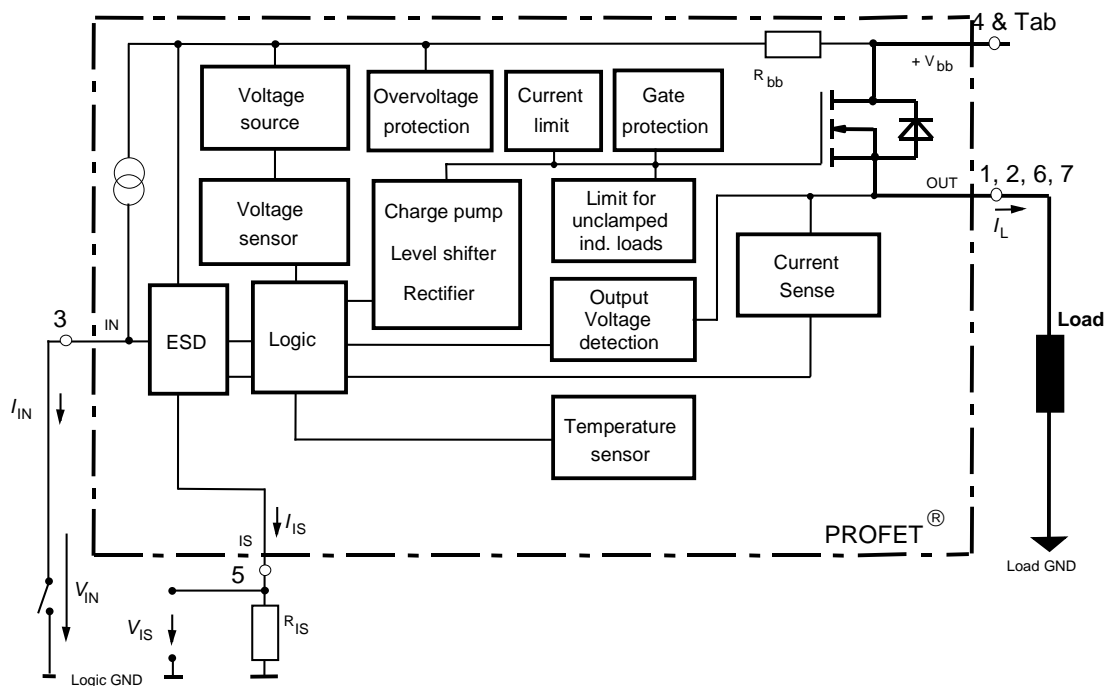 4 & Tab
+ V bb
R bb
Voltage
source
Overvoltage
protection
Current
limit
Gate
protection
Voltage
sensor
Charge pump
Level shifter
Rectifier
Limit for
unclamped
ind. loads
OUT
1, 2, 6, 7
I L
Current
Sense
3
IN
ESD
Logic
Output
Voltage
detection
Load
I IN
Temperature
sensor
I IS
IS
PROFET ®
Load GND
5
V IN
V IS
R IS
Logic GND